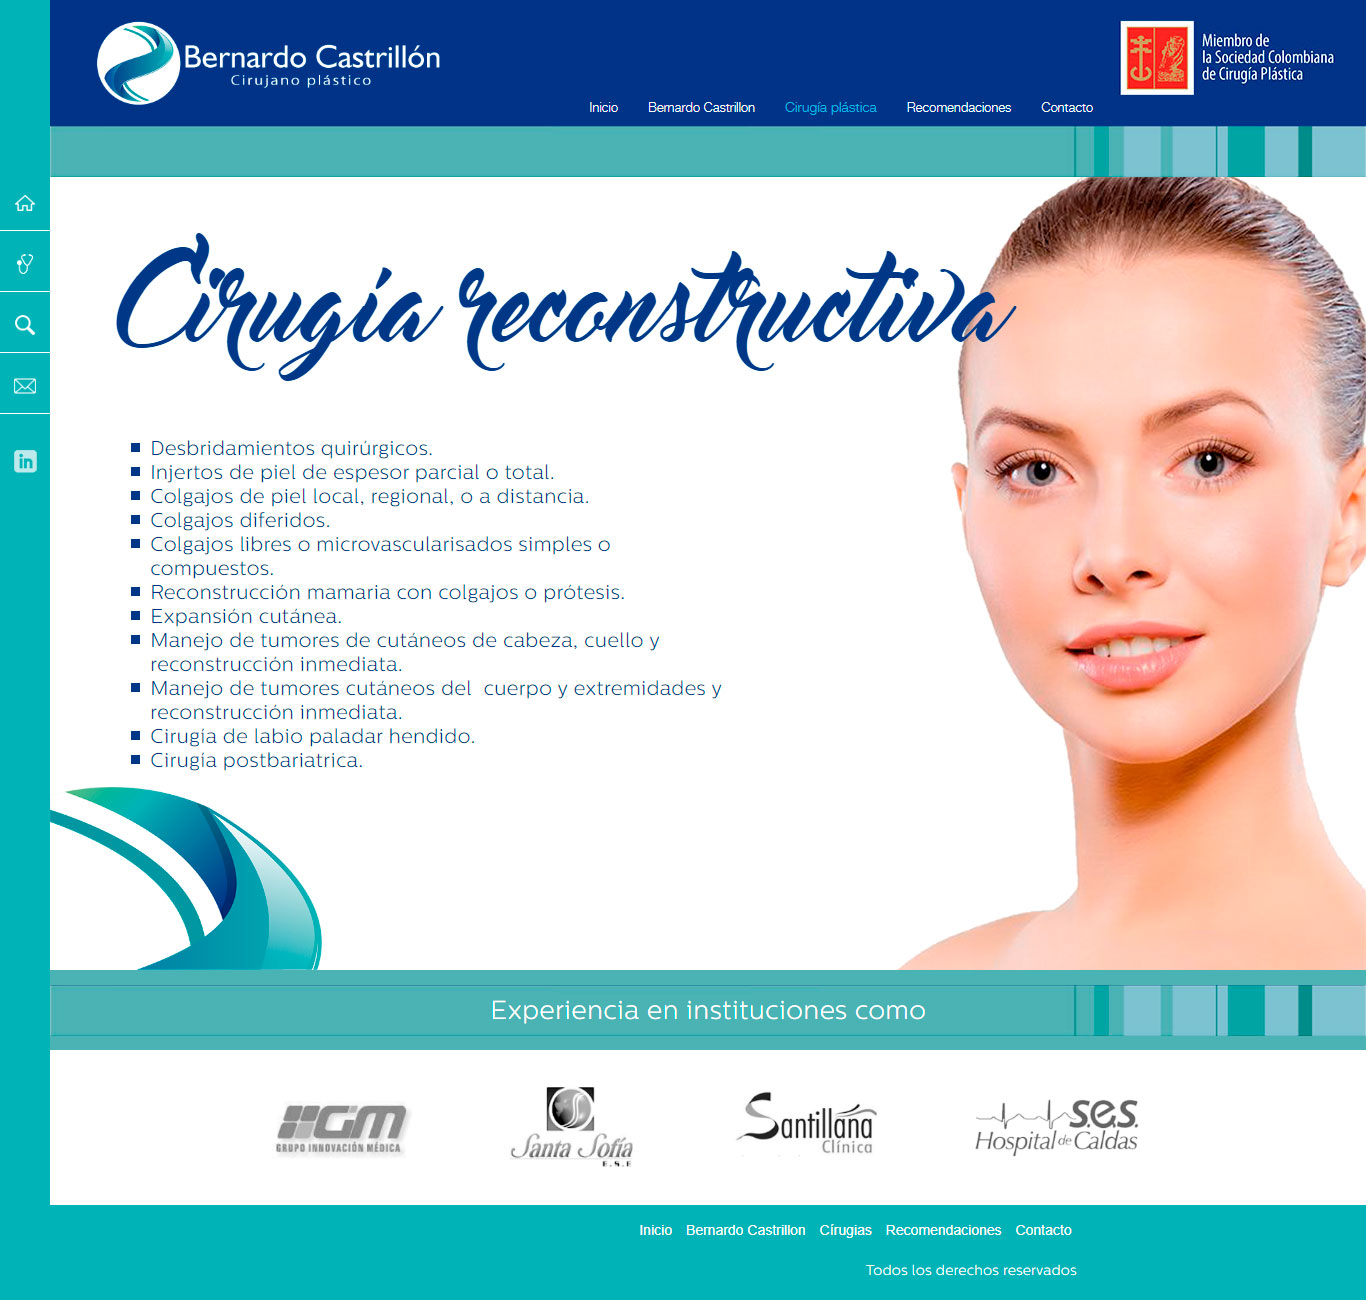 Bernardo Castrillón
Cirujano plástico
Miembro de
la Sociedad Colombiana
de Cirugía Plástica
Inicio Bernardo Castrillon Cirugía plástica Recomendaciones Contacto
Cirugía reconstructiva
Desbridamientos quirúrgicos.
Injertos de piel de espesor parcial o total.
Colgajos de piel local, regional, o a distancia.
Colgajos diferidos.
Colgajos libres o microvascularisados simples o
compuestos.
Reconstrucción mamaria con colgajos o prótesis.
Expansión cutánea.
Manejo de tumores de cutáneos de cabeza, cuello y
reconstrucción inmediata.
Manejo de tumores cutáneos del cuerpo y extremidades y
reconstrucción inmediata.
Cirugía de labio paladar hendido.
Cirugía postbariatrica.
in
Experiencia en instituciones como
GM
GRUPO INNOVACIÓN MÉDICA
Santa Sofía
E.S.E
Santillana
Clínica
s.e.s.
Hospital de Caldas
Inicio Bernardo Castrillon Círugias Recomendaciones Contacto
Todos los derechos reservados